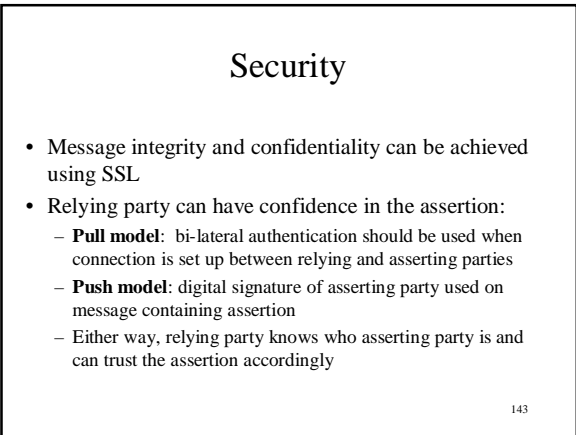 Security
• Message integrity and confidentiality can be achieved
using SSL
• Relying party can have confidence in the assertion:
– Pull model:  bi-lateral authentication should be used when
connection is set up between relying and asserting parties
– Push model: digital signature of asserting party used on
message containing assertion
– Either way, relying party knows who asserting party is and
can trust the assertion accordingly
143